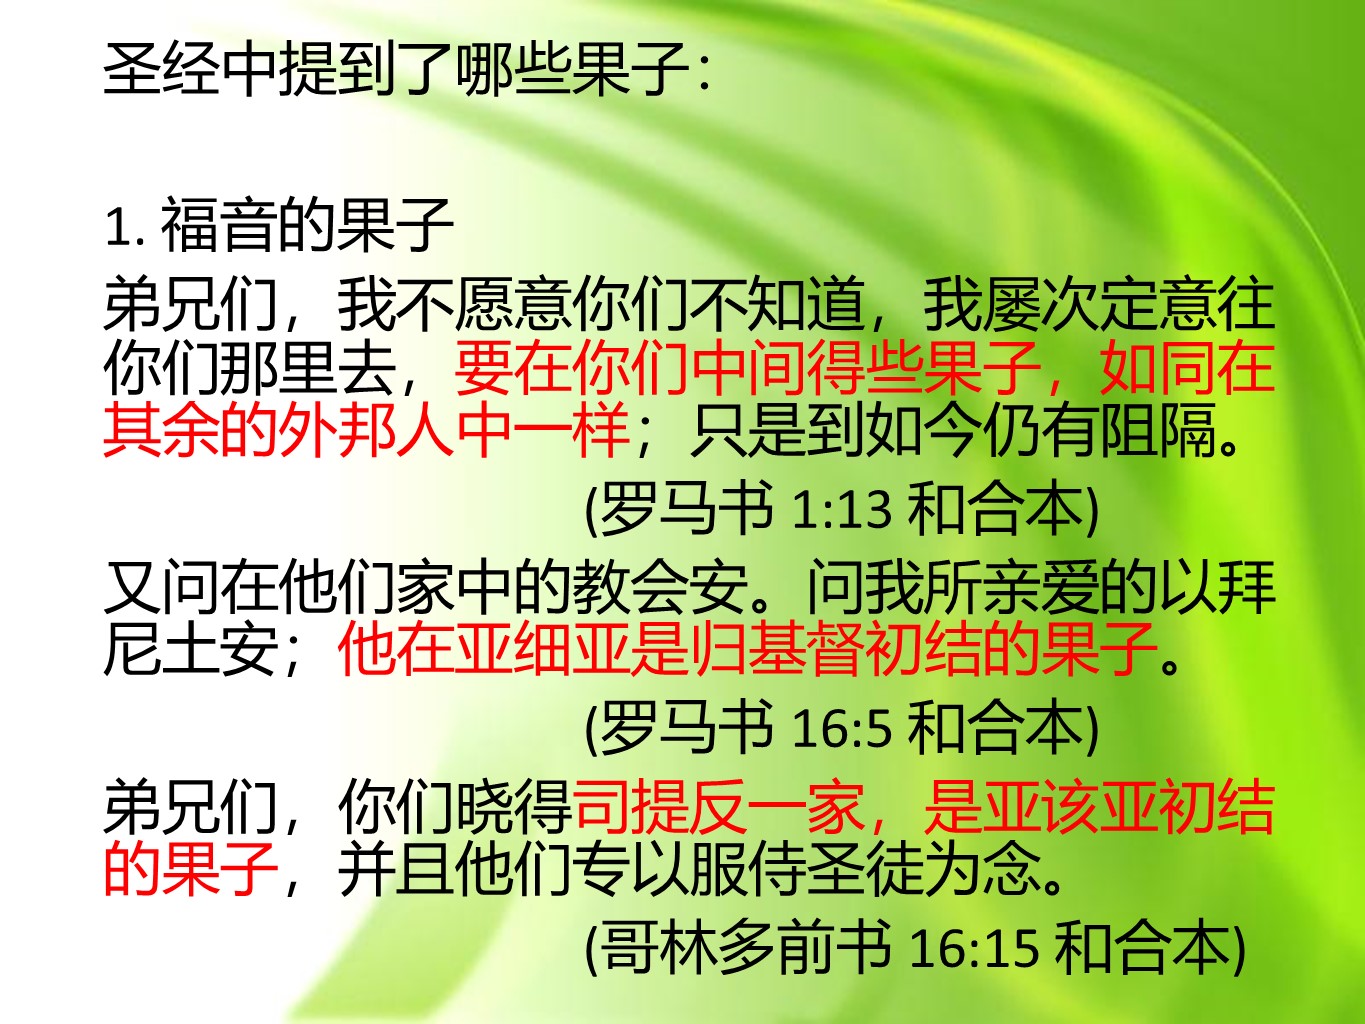 圣经中提到了哪些果子：
1. 福音的果子
弟兄们，我不愿意你们不知道，我屡次定意往
你们那里去，要在你们中间得些果子，如同在
其余的外邦人中一样；只是到如今仍有阻隔。
(罗马书 1:13 和合本)
又问在他们家中的教会安。问我所亲爱的以拜
尼土安；他在亚细亚是归基督初结的果子。
(罗马书 16:5 和合本)
弟兄们，你们晓得司提反一家，是亚该亚初结
的果子，并且他们专以服侍圣徒为念。
(哥林多前书 16:15 和合本)